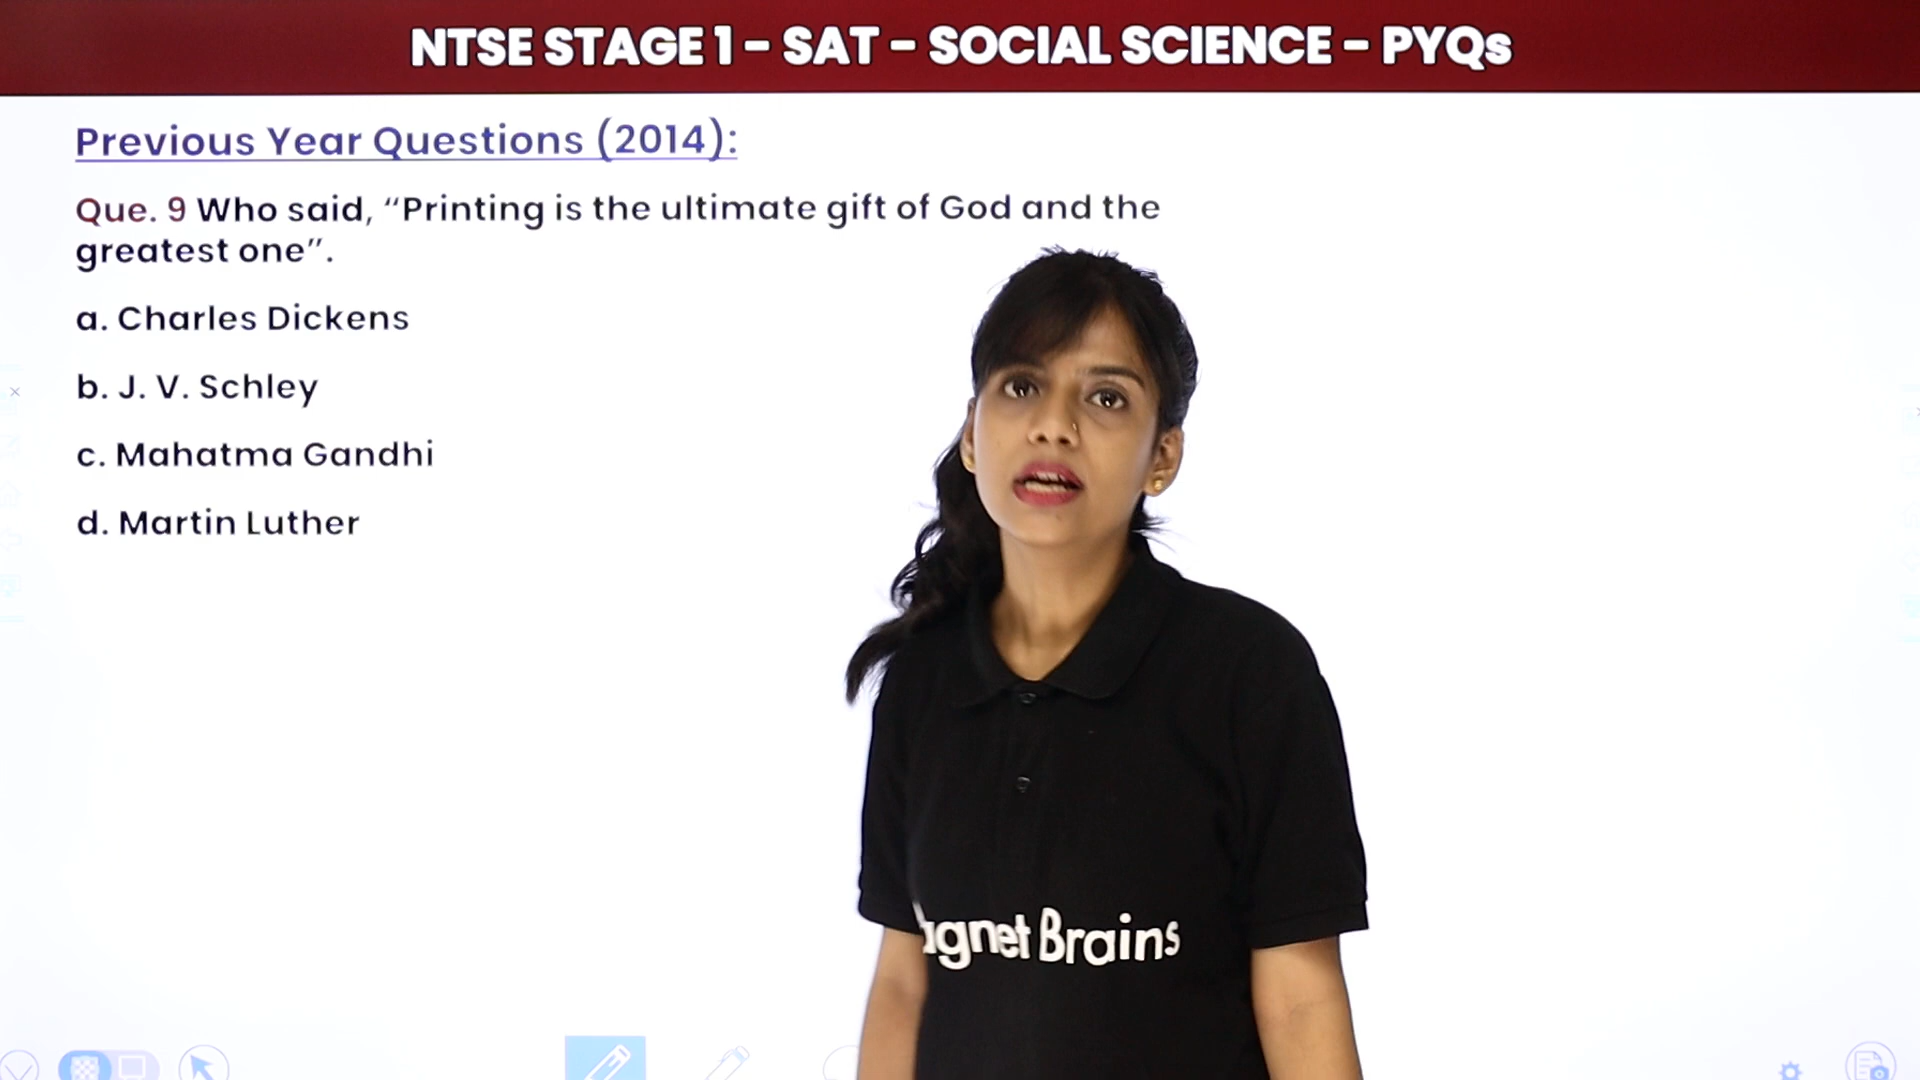 NTSE STAGE 1 – SAT – SOCIAL SCIENCE – PYQs
Previous Year Questions (2014):
Que. 9 Who said, “Printing is the ultimate gift of God and the
greatest one”.
a. Charles Dickens
b. J. V. Schley
c. Mahatma Gandhi
d. Martin Luther
agnet Brains